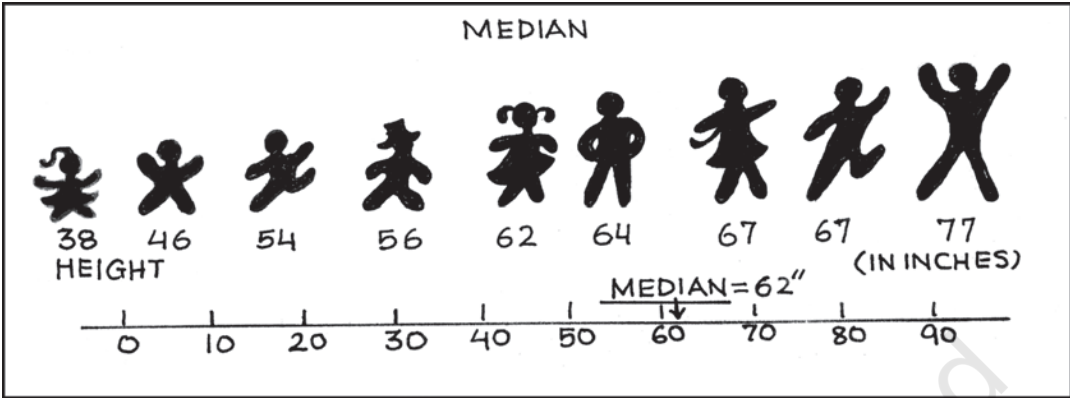 MEDIAN
38 46 54 56 62 64 67 67 77
HEIGHT (IN INCHES)
MEDIAN = 62"
0 10 20 30 40 50 60 70 80 90
d